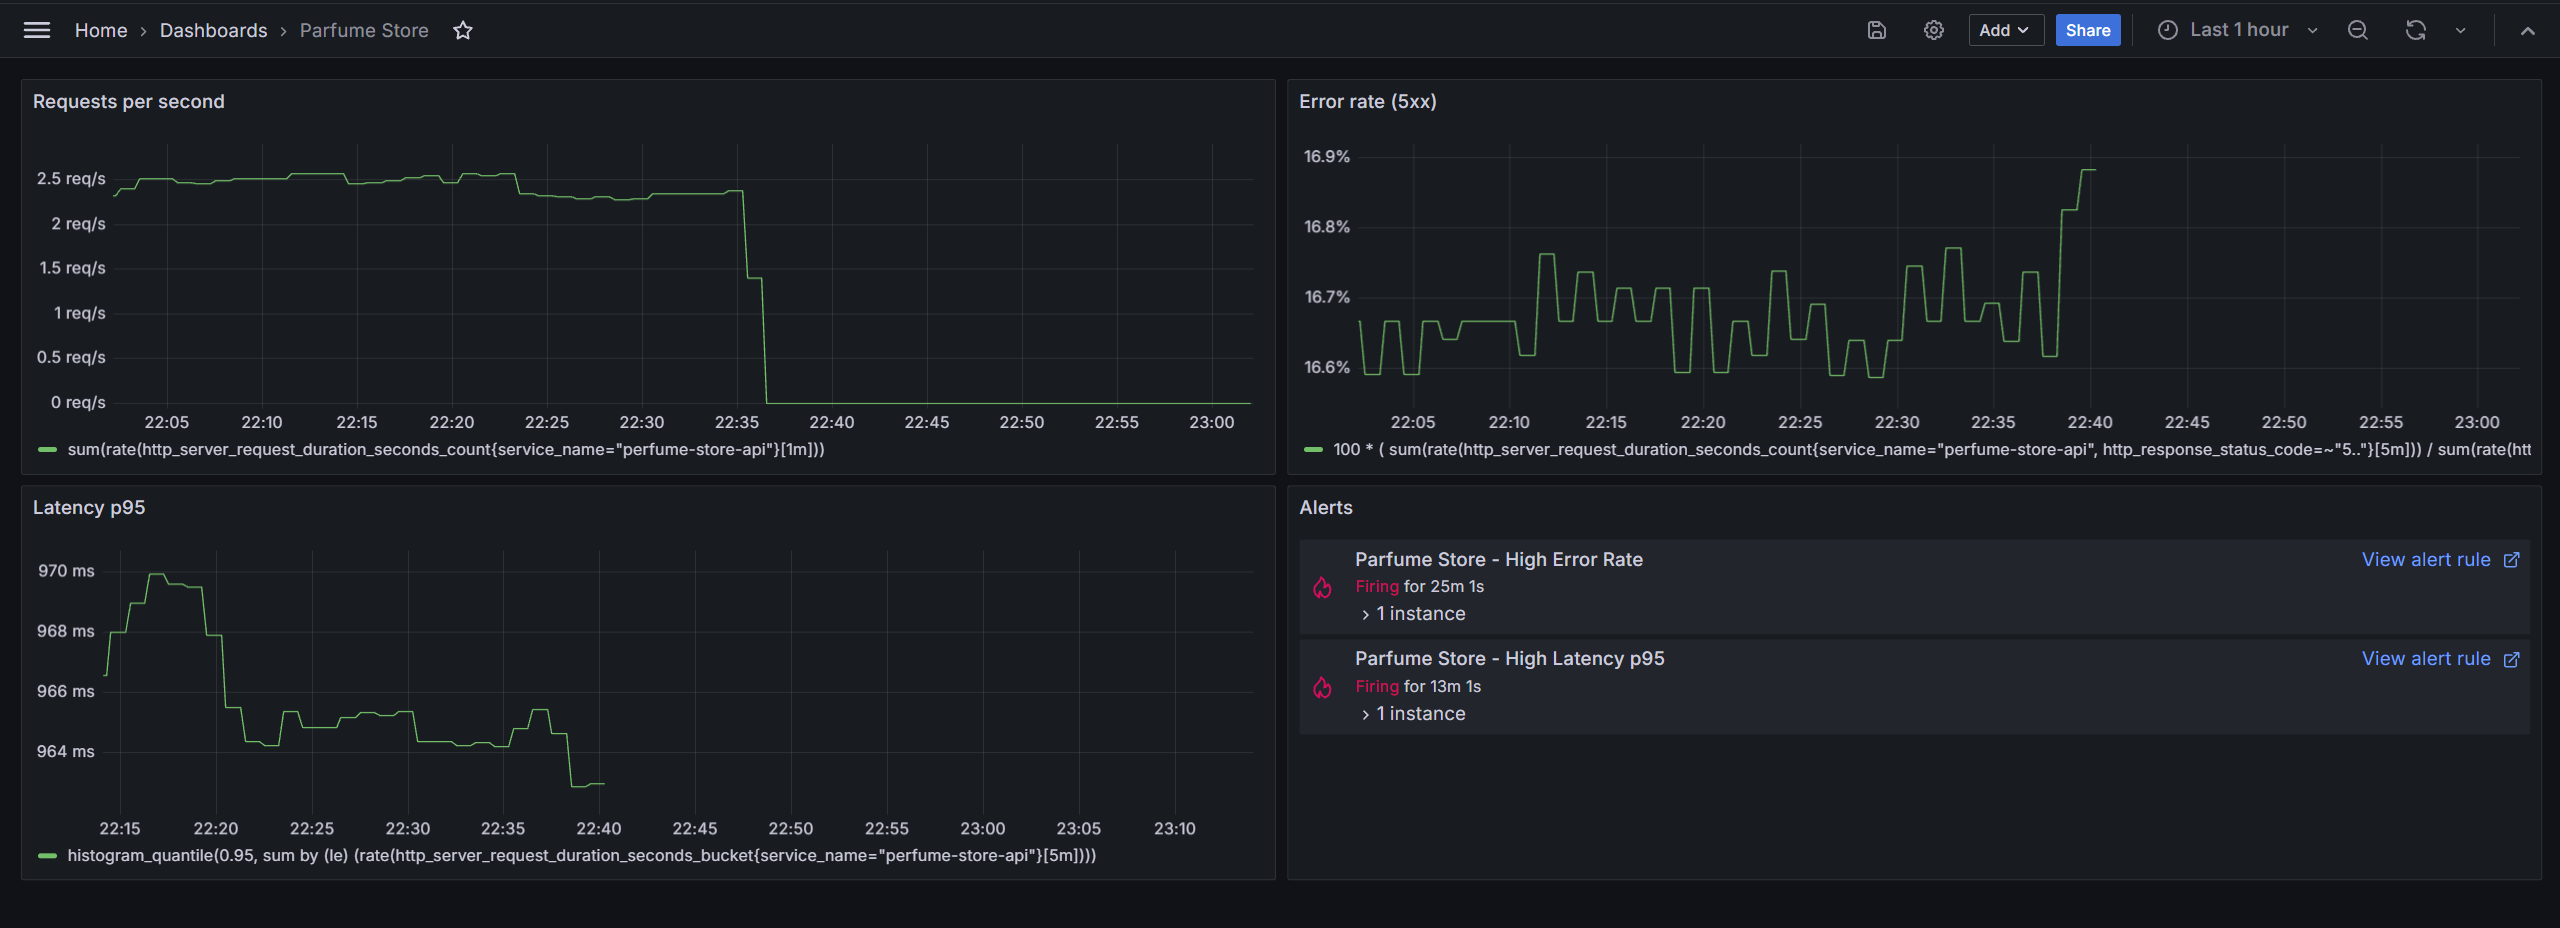 Home › Dashboards › Parfume Store
Add
Share
Last 1 hour
Requests per second
2.5 req/s
2 req/s
1.5 req/s
1 req/s
0.5 req/s
0 req/s
22:05 22:10 22:15 22:20 22:25 22:30 22:35 22:40 22:45 22:50 22:55 23:00
sum(rate(http_server_request_duration_seconds_count{service_name="perfume-store-api"}[1m]))
Error rate (5xx)
16.9%
16.8%
16.7%
16.6%
22:05 22:10 22:15 22:20 22:25 22:30 22:35 22:40 22:45 22:50 22:55 23:00
100 * ( sum(rate(http_server_request_duration_seconds_count{service_name="perfume-store-api", http_response_status_code=~"5.."}[5m])) / sum(rate(htt
Latency p95
970 ms
968 ms
966 ms
964 ms
22:15 22:20 22:25 22:30 22:35 22:40 22:45 22:50 22:55 23:00 23:05 23:10
histogram_quantile(0.95, sum by (le) (rate(http_server_request_duration_seconds_bucket{service_name="perfume-store-api"}[5m])))
Alerts
Parfume Store - High Error Rate
View alert rule
Firing for 25m 1s
› 1 instance
Parfume Store - High Latency p95
View alert rule
Firing for 13m 1s
› 1 instance